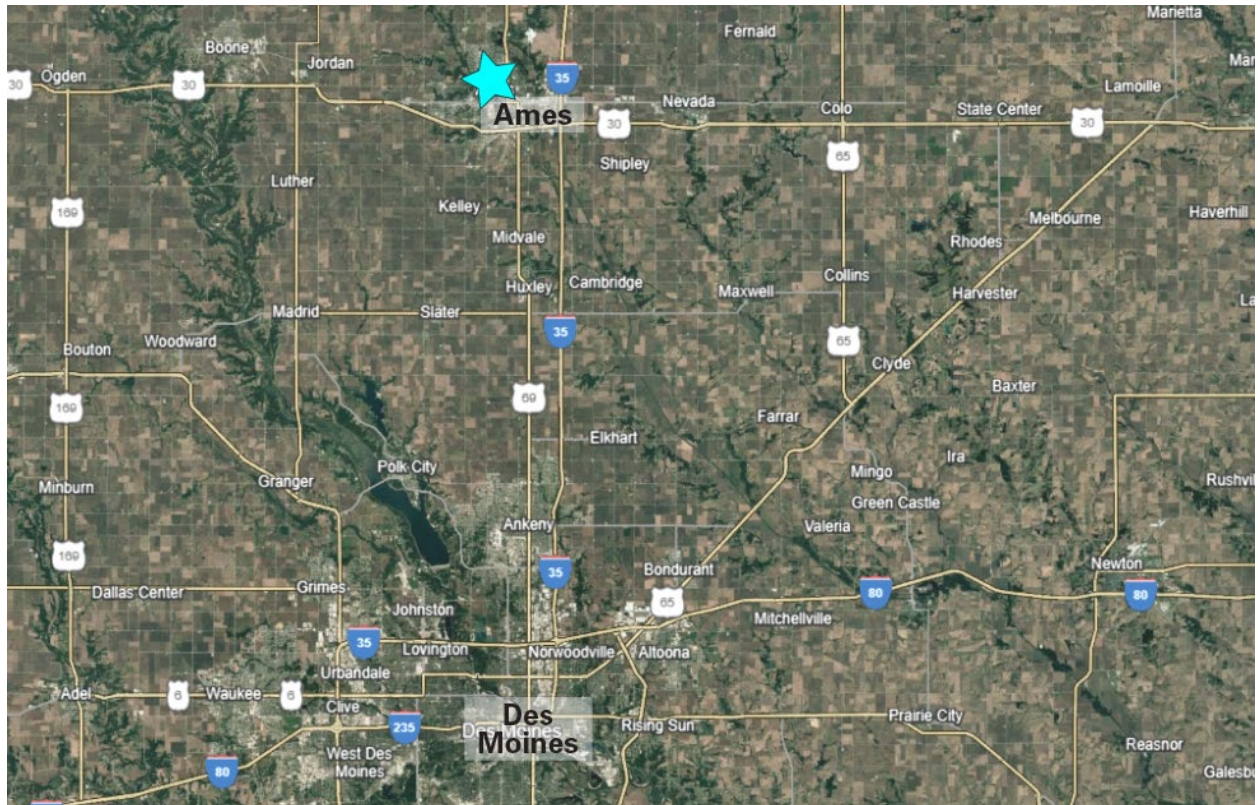 Marietta
Fernald
Boone
Jordan
Ogden
30
30
35
Nevada
Colo
State Center
Lamoille
Ames
30
30
65
Shipley
Luther
169
Kelley
Midvale
Melbourne
Haverhill
Rhodes
Collins
Huxley
Cambridge
Maxwell
Harvester
Madrid
Slater
35
65
Woodward
Bouton
Clyde
Baxter
169
69
Farrar
Elkhart
Polk City
Ira
Mingo
Minburn
Granger
Green Castle
Ankeny
Valeria
169
35
Bondurant
Newton
Dallas Center
Grimes
80
80
Johnston
65
Mitchellville
35
Lovington
Norwoodville
Altoona
Urbandale
Adel
6
Waukee
6
Clive
235
Des
Moines
Des Moines
Rising Sun
Prairie City
West Des
Moines
80
Reasnor
Galesbu